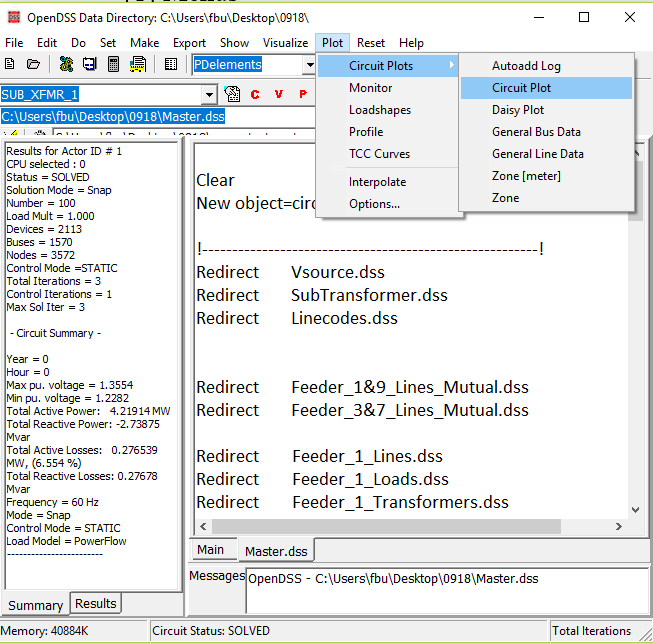 OpenDSS Data Directory: C:\Users\fbu\Desktop\0918\
File Edit Do Set Make Export Show Visualize Plot Reset Help
PDelements
SUB_XFMR_1
C V P
C:\Users\fbu\Desktop\0918\Master.dss
Circuit Plots
Monitor
Loadshapes
Profile
TCC Curves
Interpolate
Options...
Autoadd Log
Circuit Plot
Daisy Plot
General Bus Data
General Line Data
Zone [meter]
Zone
Results for Actor ID # 1
CPU selected : 0
Status = SOLVED
Solution Mode = Snap
Number = 100
Load Mult = 1.000
Devices = 2113
Buses = 1570
Nodes = 3572
Control Mode =STATIC
Total Iterations = 3
Control Iterations = 1
Max Sol Iter = 3
- Circuit Summary -
Year = 0
Hour = 0
Max pu. voltage = 1.3554
Min pu. voltage = 1.2282
Total Active Power: 4.21914 MW
Total Reactive Power: -2.73875
Mvar
Total Active Losses: 0.276539
MW, (6.554 %)
Total Reactive Losses: 0.27678
Mvar
Frequency = 60 Hz
Mode = Snap
Control Mode = STATIC
Load Model = PowerFlow
------------------------
Summary Results
Clear
New object=circ
!--------------------------------------------------------!
Redirect Vsource.dss
Redirect SubTransformer.dss
Redirect Linecodes.dss
Redirect Feeder_1&9_Lines_Mutual.dss
Redirect Feeder_3&7_Lines_Mutual.dss
Redirect Feeder_1_Lines.dss
Redirect Feeder_1_Loads.dss
Redirect Feeder_1_Transformers.dss
Main Master.dss
Messages
OpenDSS - C:\Users\fbu\Desktop\0918\Master.dss
Memory: 40884K
Circuit Status: SOLVED
Total Iterations